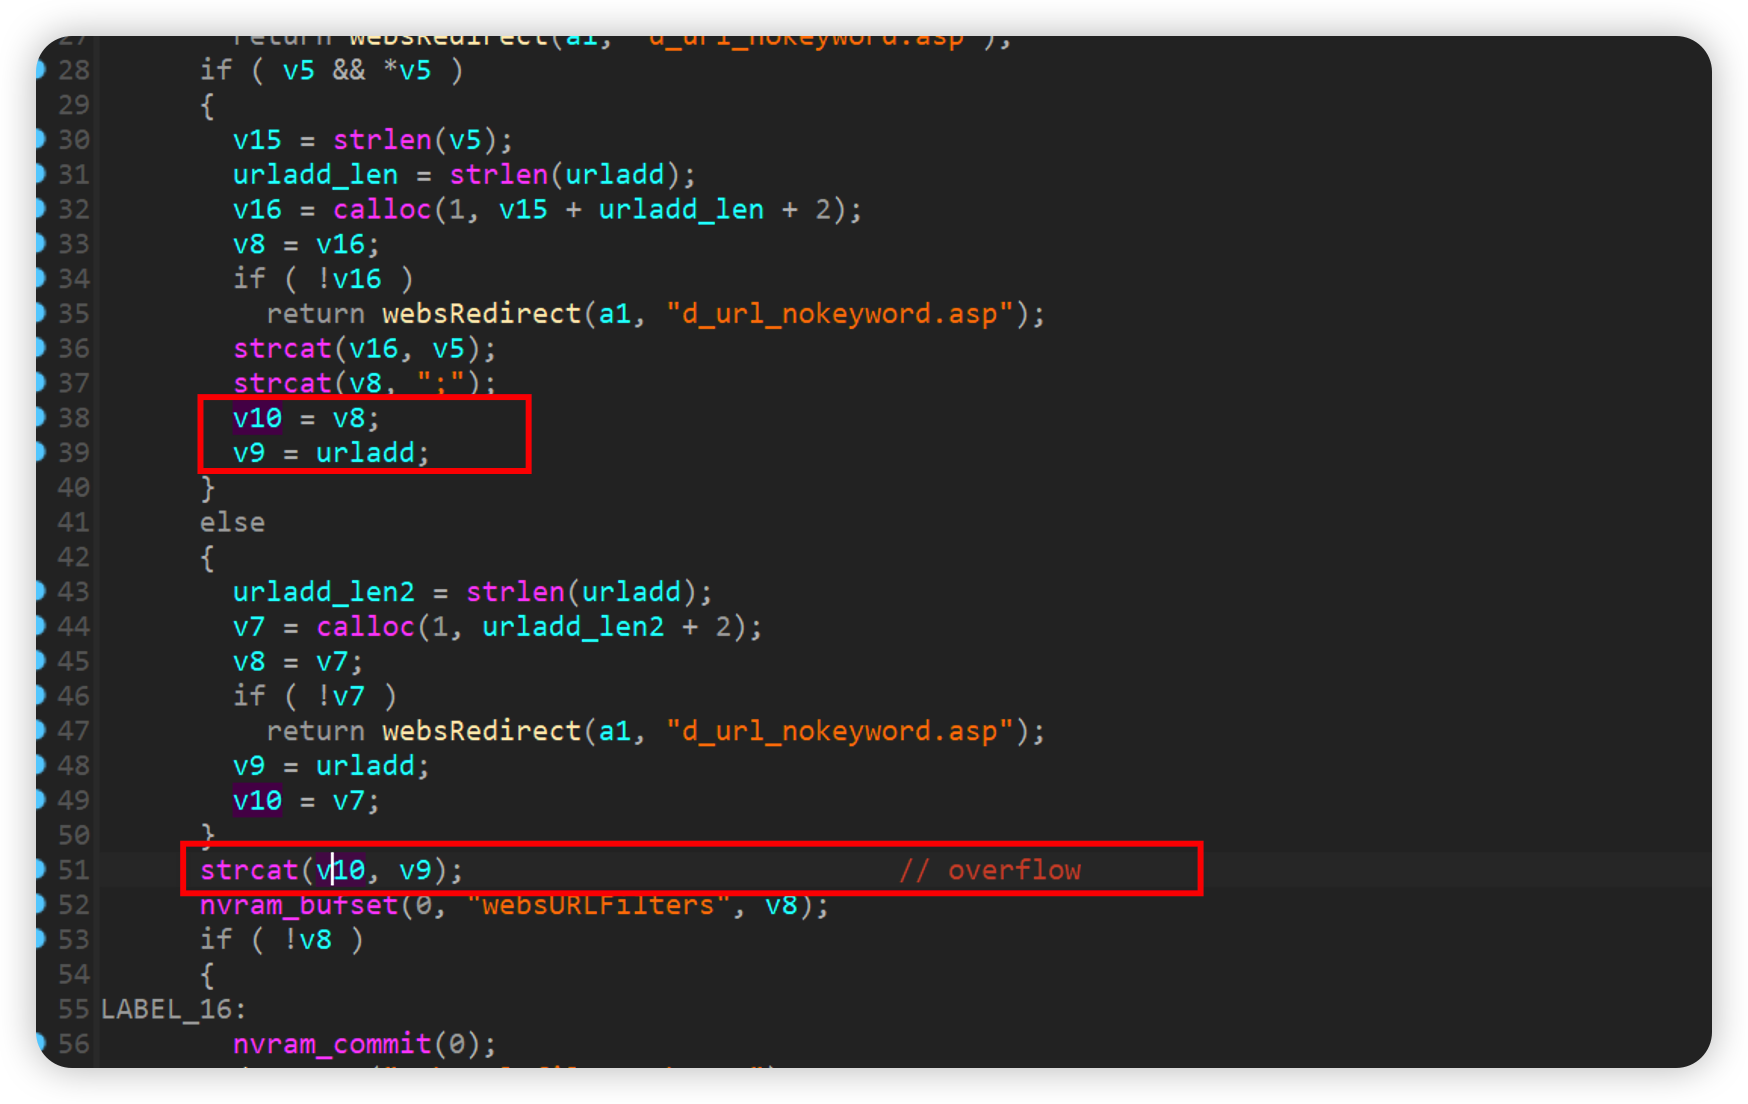 27 return websRedirect(a1, "d_url_nokeyword.asp");
28 if ( v5 && *v5 )
29 {
30 v15 = strlen(v5);
31 urladd_len = strlen(urladd);
32 v16 = calloc(1, v15 + urladd_len + 2);
33 v8 = v16;
34 if ( !v16 )
35 return websRedirect(a1, "d_url_nokeyword.asp");
36 strcat(v16, v5);
37 strcat(v8, ";");
38 v10 = v8;
39 v9 = urladd;
40 }
41 else
42 {
43 urladd_len2 = strlen(urladd);
44 v7 = calloc(1, urladd_len2 + 2);
45 v8 = v7;
46 if ( !v7 )
47 return websRedirect(a1, "d_url_nokeyword.asp");
48 v9 = urladd;
49 v10 = v7;
50 }
51 strcat(v10, v9); // overflow
52 nvram_bufset(0, "websURLFilters", v8);
53 if ( !v8 )
54 {
55 LABEL_16:
56 nvram_commit(0);